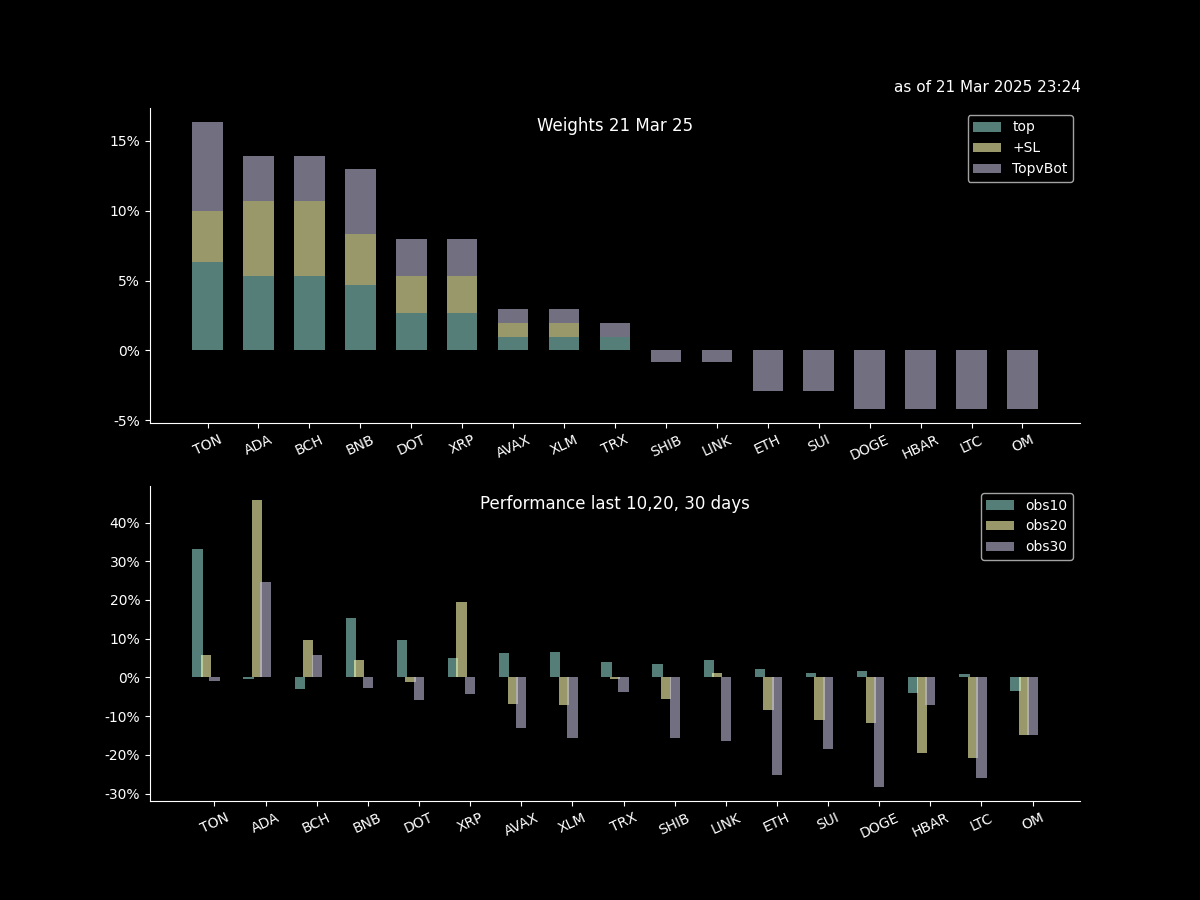 as of 21 Mar 2025 23:24
Weights 21 Mar 25
top
+SL
TopvBot
15%
10%
5%
0%
-5%
TON ADA BCH BNB DOT XRP AVAX XLM TRX SHIB LINK ETH SUI DOGE HBAR LTC OM
Performance last 10,20, 30 days
obs10
obs20
obs30
40%
30%
20%
10%
0%
-10%
-20%
-30%
TON ADA BCH BNB DOT XRP AVAX XLM TRX SHIB LINK ETH SUI DOGE HBAR LTC OM